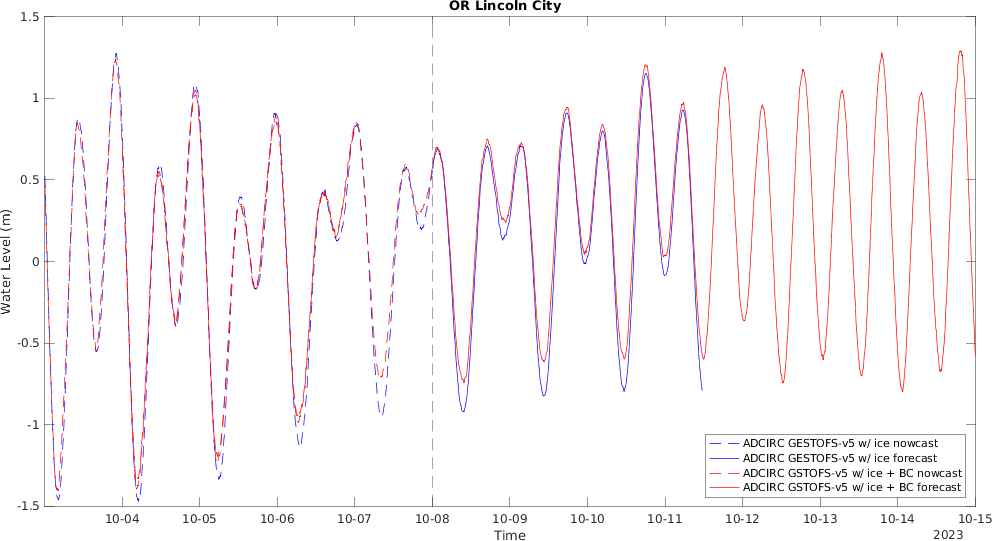 OR Lincoln City
1.5
1
0.5
0
-0.5
-1
-1.5
Water Level (m)
10-04 10-05 10-06 10-07 10-08 10-09 10-10 10-11 10-12 10-13 10-14 10-15
Time
2023
ADCIRC GESTOFS-v5 w/ ice nowcast
ADCIRC GESTOFS-v5 w/ ice forecast
ADCIRC GSTOFS-v5 w/ ice + BC nowcast
ADCIRC GSTOFS-v5 w/ ice + BC forecast